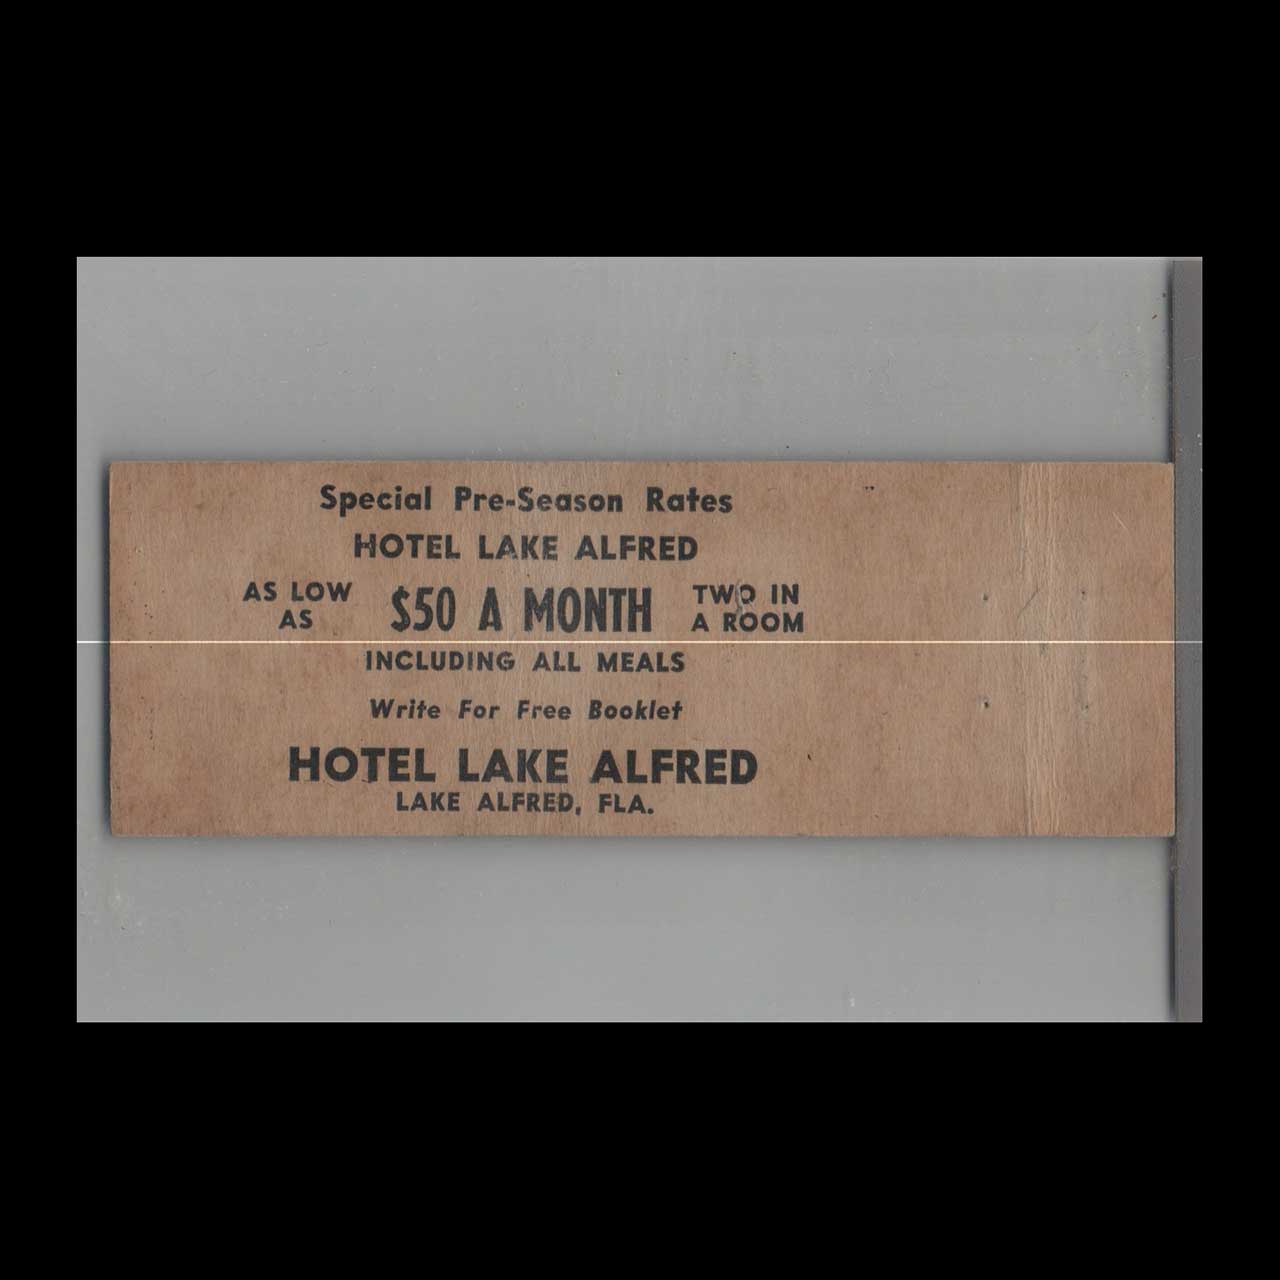 Special Pre-Season Rates
HOTEL LAKE ALFRED
AS LOW AS $50 A MONTH TWO IN A ROOM
INCLUDING ALL MEALS
Write For Free Booklet
HOTEL LAKE ALFRED
LAKE ALFRED, FLA.